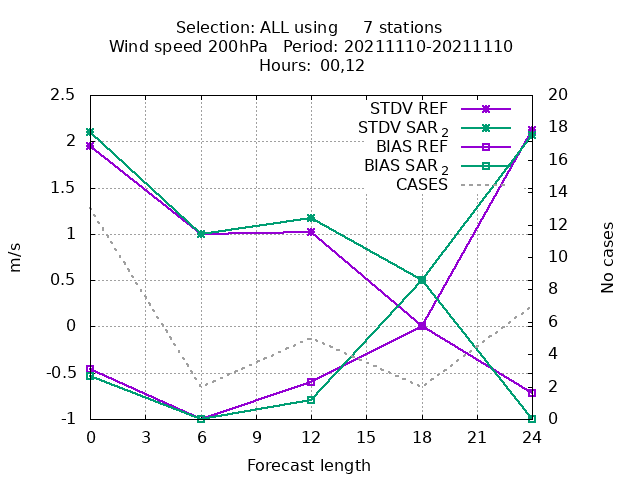 Selection: ALL using     7 stations
Wind speed 200hPa   Period: 20211110-20211110
Hours: 00,12
STDV REF
STDV SAR 2
BIAS REF
BIAS SAR 2
CASES
2.5
2
1.5
1
0.5
0
-0.5
-1
m/s
20
18
16
14
12
10
8
6
4
2
0
No cases
0 3 6 9 12 15 18 21 24
Forecast length